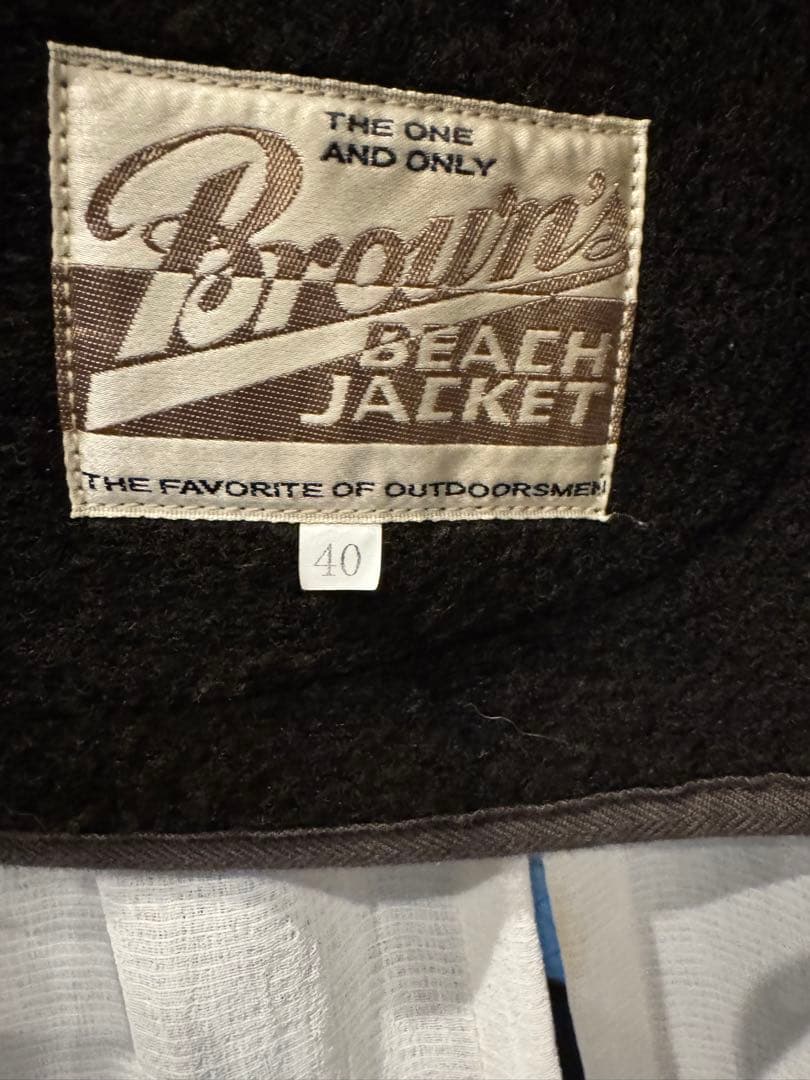 THE ONE
AND ONLY
Brown's
BEACH
JACKET
THE FAVORITE OF OUTDOORSMEN
40